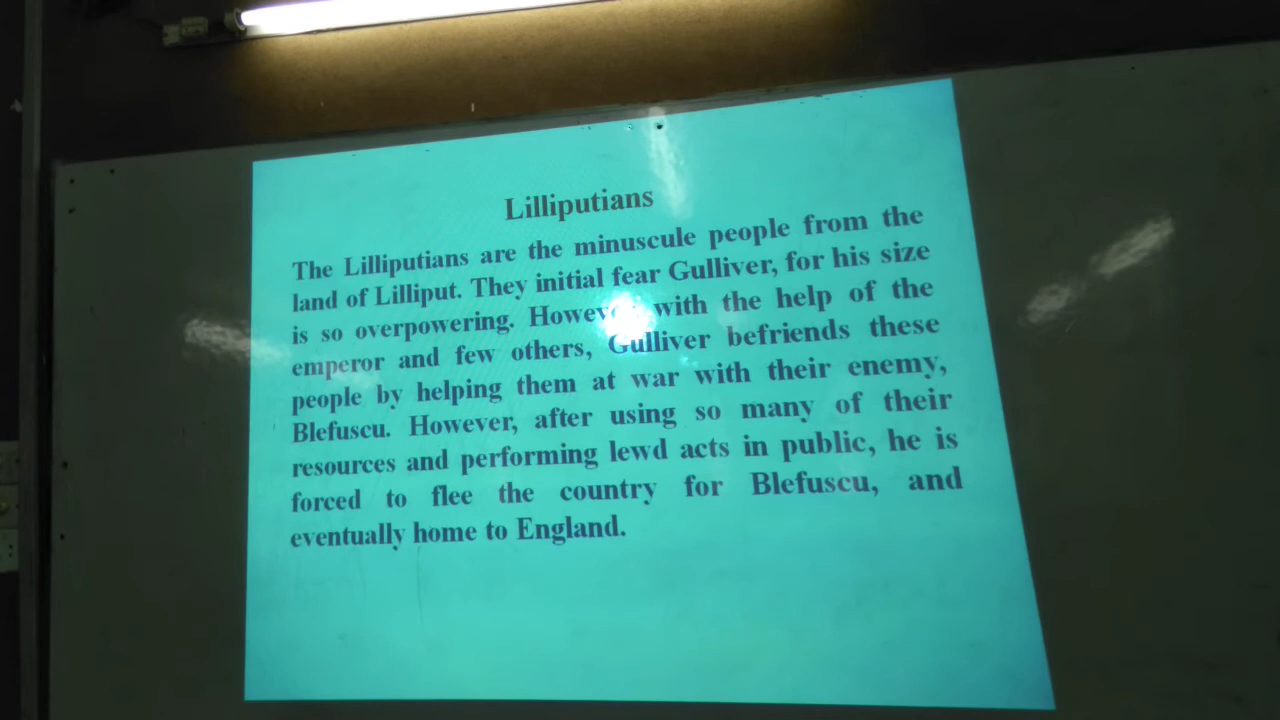 Lilliputians
The Lilliputians are the minuscule people from the
land of Lilliput. They initial fear Gulliver, for his size
is so overpowering. However with the help of the
emperor and few others, Gulliver befriends these
people by helping them at war with their enemy,
Blefuscu. However, after using so many of their
resources and performing lewd acts in public, he is
forced to flee the country for Blefuscu, and
eventually home to England.